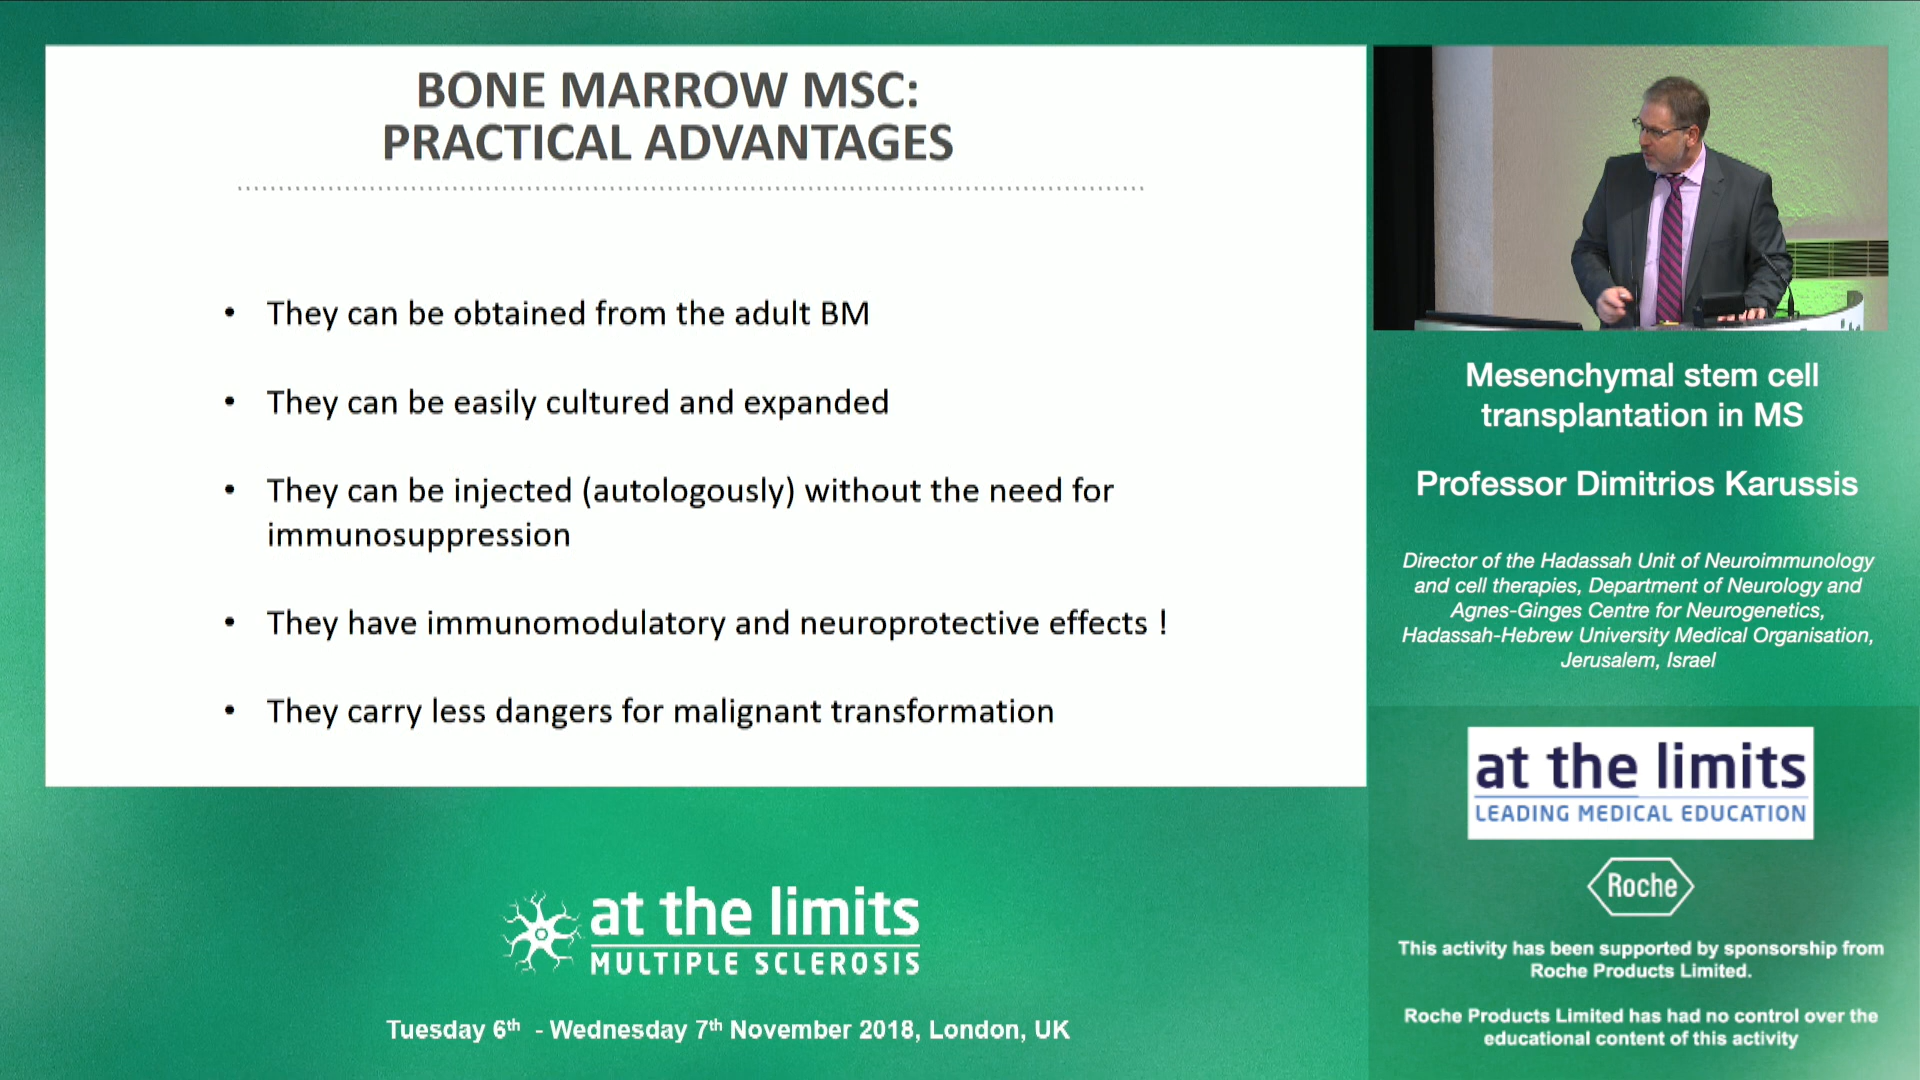 BONE MARROW MSC:
PRACTICAL ADVANTAGES
• They can be obtained from the adult BM
• They can be easily cultured and expanded
• They can be injected (autologously) without the need for
immunosuppression
• They have immunomodulatory and neuroprotective effects !
• They carry less dangers for malignant transformation
Mesenchymal stem cell
transplantation in MS
Professor Dimitrios Karussis
Director of the Hadassah Unit of Neuroimmunology
and cell therapies, Department of Neurology and
Agnes-Ginges Centre for Neurogenetics,
Hadassah-Hebrew University Medical Organisation,
Jerusalem, Israel
at the limits
LEADING MEDICAL EDUCATION
Roche
This activity has been supported by sponsorship from
Roche Products Limited.
Roche Products Limited has had no control over the
educational content of this activity
at the limits
MULTIPLE SCLEROSIS
Tuesday 6th - Wednesday 7th November 2018, London, UK